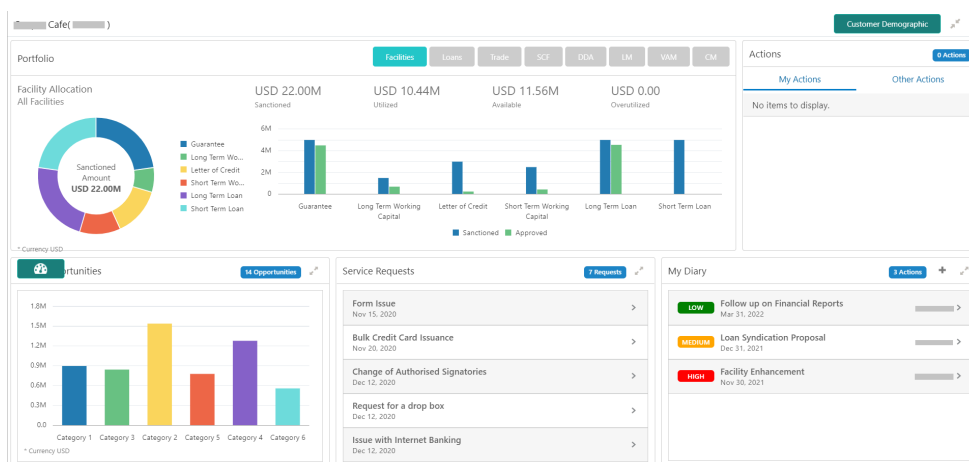 Cafe( )
Customer Demographic
Portfolio
Facilities
Loans
Trade
SCF
DDA
LM
VAM
CM
Facility Allocation
All Facilities
USD 22.00M
Sanctioned
USD 10.44M
Utilized
USD 11.56M
Available
USD 0.00
Overutilized
Sanctioned
Amount
USD 22.00M
Guarantee
Long Term Wo...
Letter of Credit
Short Term Wo...
Long Term Loan
Short Term Loan
6M
4M
2M
0
Guarantee
Long Term Working
Capital
Letter of Credit
Short Term Working
Capital
Long Term Loan
Short Term Loan
Sanctioned
Approved
* Currency USD
Actions
0 Actions
My Actions
Other Actions
No items to display.
rtunities
14 Opportunities
1.8M
1.5M
1.2M
0.9M
0.6M
0.3M
0.0
Category 1
Category 3
Category 2
Category 5
Category 4
Category 6
* Currency USD
Service Requests
7 Requests
Form Issue
Nov 15, 2020
Bulk Credit Card Issuance
Nov 20, 2020
Change of Authorised Signatories
Dec 12, 2020
Request for a drop box
Dec 12, 2020
Issue with Internet Banking
Dec 12, 2020
My Diary
3 Actions
LOW
Follow up on Financial Reports
Mar 31, 2022
MEDIUM
Loan Syndication Proposal
Dec 31, 2021
HIGH
Facility Enhancement
Nov 30, 2021